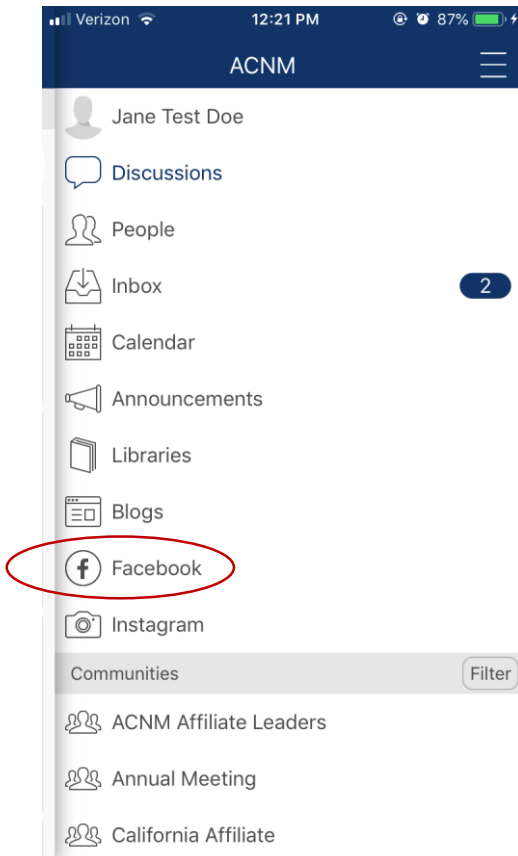 Verizon 12:21 PM 87%
ACNM
Jane Test Doe
Discussions
People
Inbox 2
Calendar
Announcements
Libraries
Blogs
f Facebook
Instagram
Communities Filter
ACNM Affiliate Leaders
Annual Meeting
California Affiliate